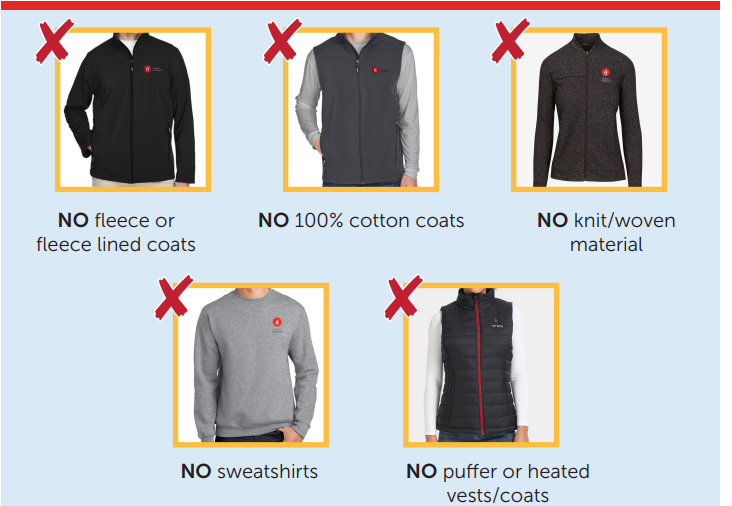 NO fleece or
fleece lined coats
NO 100% cotton coats
NO knit/woven
material
NO sweatshirts
NO puffer or heated
vests/coats